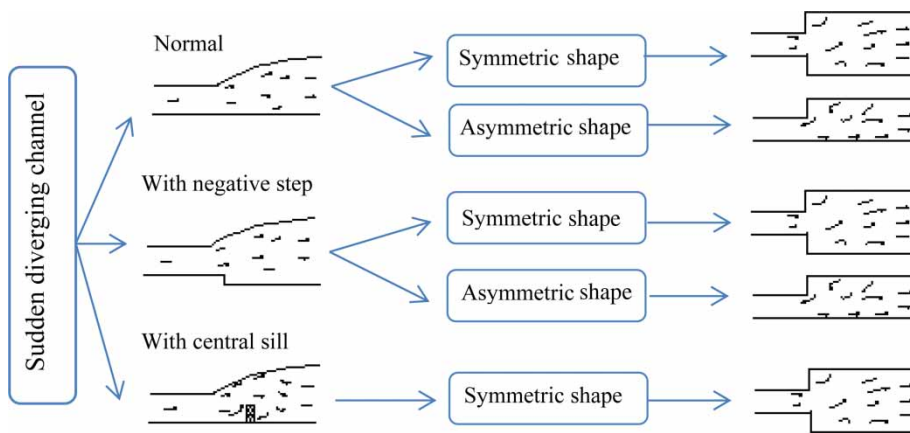 Sudden diverging channel
Normal
Symmetric shape
Asymmetric shape
With negative step
Symmetric shape
Asymmetric shape
With central sill
Symmetric shape